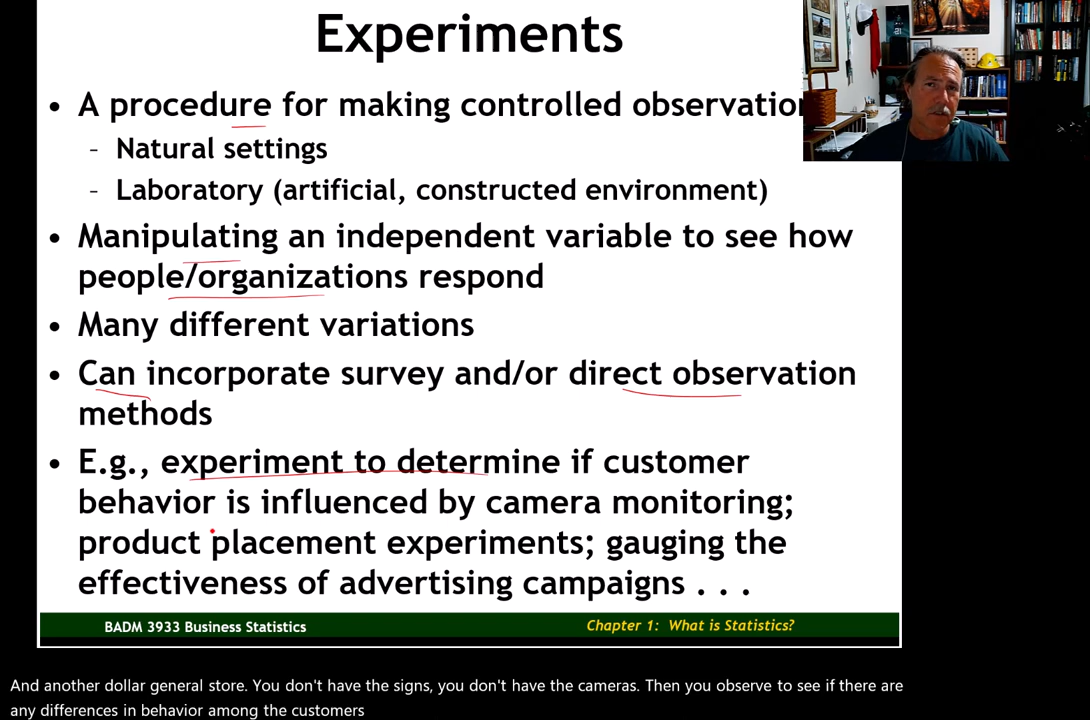 Experiments
• A procedure for making controlled observation
- Natural settings
- Laboratory (artificial, constructed environment)
• Manipulating an independent variable to see how
people/organizations respond
• Many different variations
• Can incorporate survey and/or direct observation
methods
• E.g., experiment to determine if customer
behavior is influenced by camera monitoring;
product placement experiments; gauging the
effectiveness of advertising campaigns . . .
BADM 3933 Business Statistics
Chapter 1: What is Statistics?
And another dollar general store. You don't have the signs, you don't have the cameras. Then you observe to see if there are
any differences in behavior among the customers